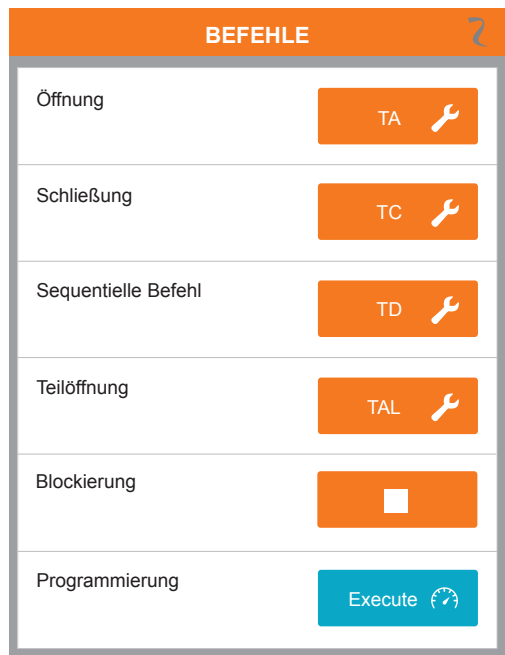 BEFEHLE
Öffnung
TA
Schließung
TC
Sequentielle Befehl
TD
Teilöffnung
TAL
Blockierung
Programmierung
Execute